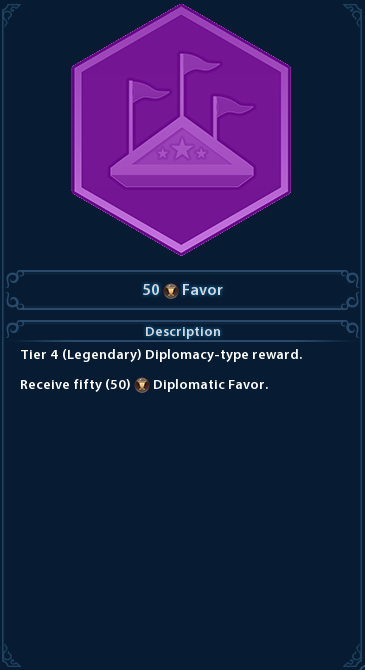 50 Favor
Description
Tier 4 (Legendary) Diplomacy-type reward.
Receive fifty (50) Diplomatic Favor.